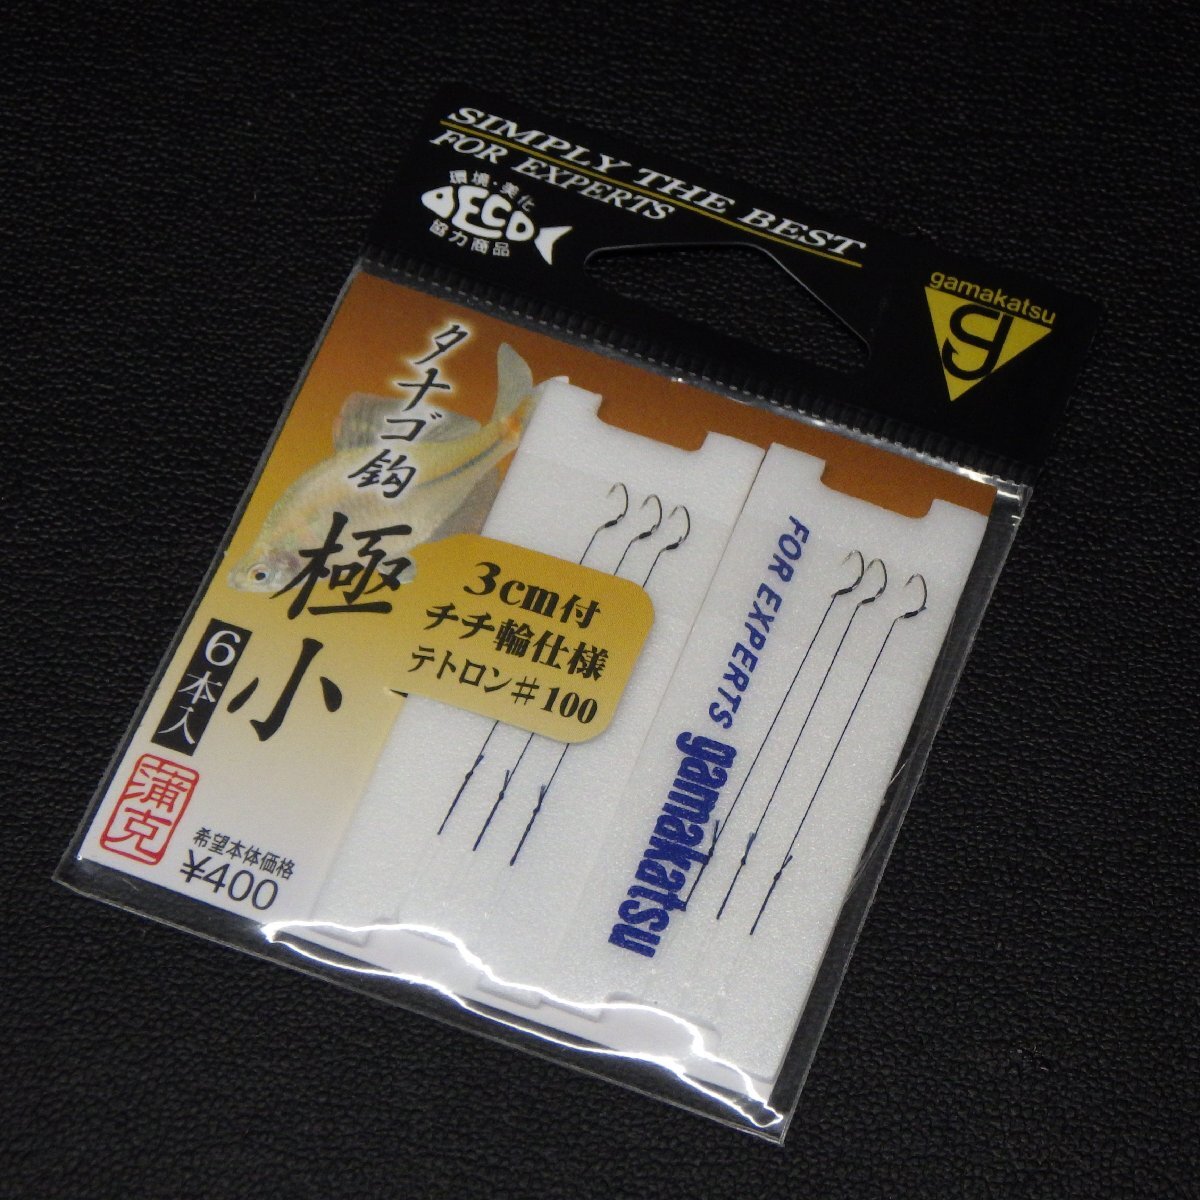 SIMPLY THE BEST
FOR EXPERTS
環境・美化
DECO
協力商品
gamakatsu
g
タナゴ鈎
極小
6本入
蒲克
希望本体価格
¥400
3cm付
チチ輪仕様
テトロン#100
FOR EXPERTS gamakatsu